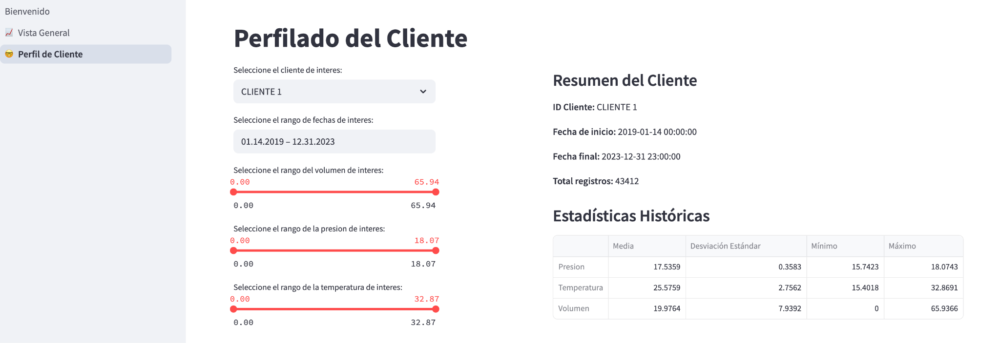 Bienvenido
Vista General
Perfil de Cliente
Perfilado del Cliente
Seleccione el cliente de interes:
CLIENTE 1
Seleccione el rango de fechas de interes:
01.14.2019 – 12.31.2023
Seleccione el rango del volumen de interes:
0.00 65.94
0.00 65.94
Seleccione el rango de la presion de interes:
0.00 18.07
0.00 18.07
Seleccione el rango de la temperatura de interes:
0.00 32.87
0.00 32.87
Resumen del Cliente
ID Cliente: CLIENTE 1
Fecha de inicio: 2019-01-14 00:00:00
Fecha final: 2023-12-31 23:00:00
Total registros: 43412
Estadísticas Históricas
Media Desviación Estándar Mínimo Máximo
Presion 17.5359 0.3583 15.7423 18.0743
Temperatura 25.5759 2.7562 15.4018 32.8691
Volumen 19.9764 7.9392 0 65.9366